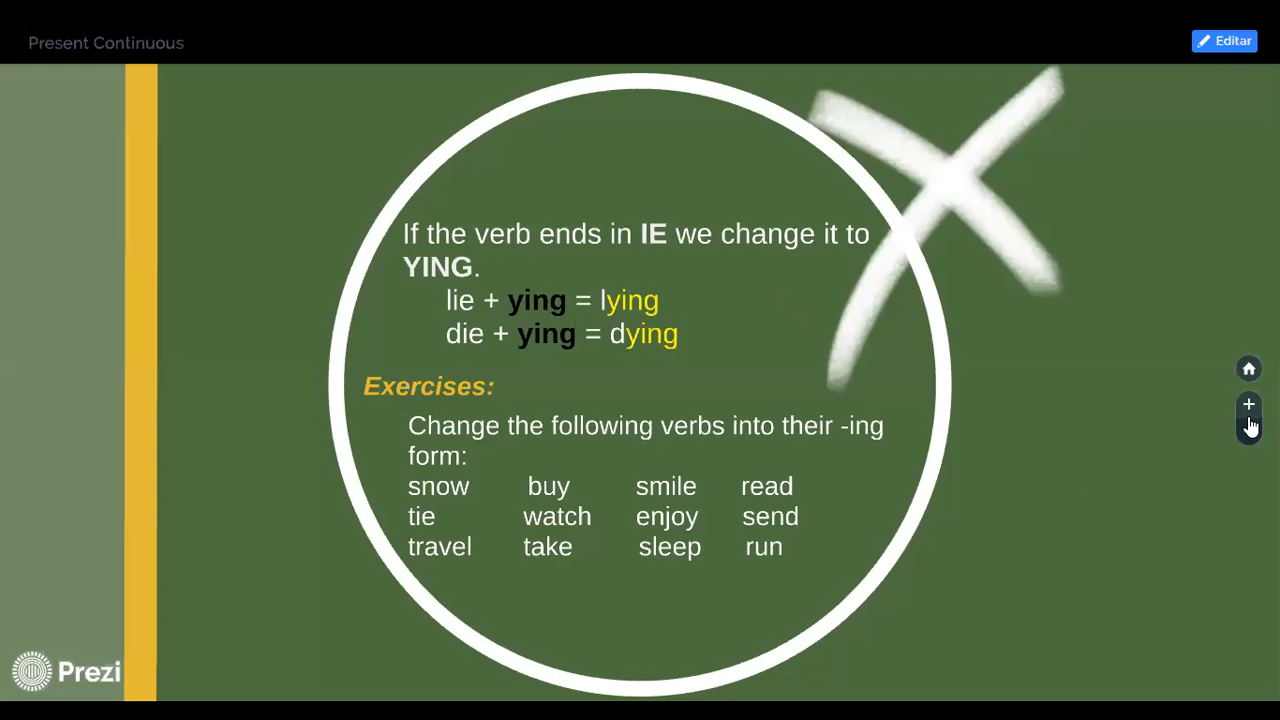 Present Continuous
Editar
If the verb ends in IE we change it to
YING.
lie + ying = lying
die + ying = dying
Exercises:
Change the following verbs into their -ing
form:
snow buy smile read
tie watch enjoy send
travel take sleep run
Prezi